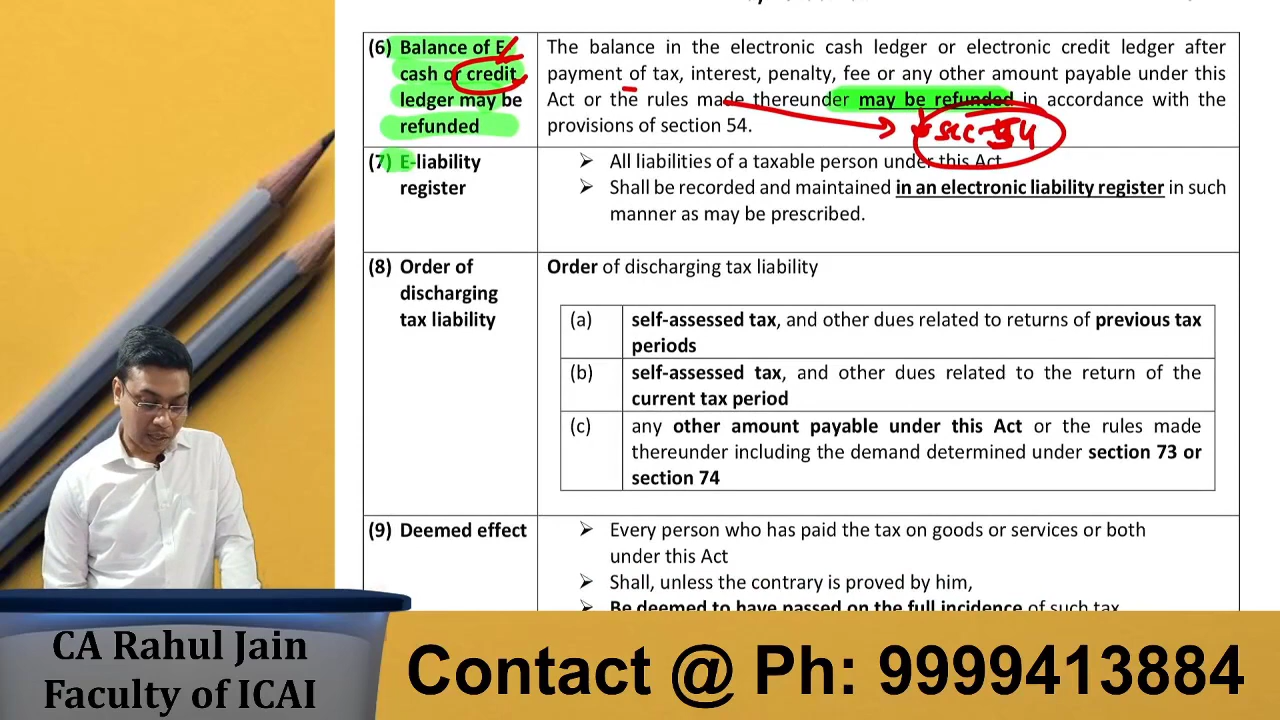 (6) Balance of E
cash or credit
ledger may be
refunded
The balance in the electronic cash ledger or electronic credit ledger after
payment of tax, interest, penalty, fee or any other amount payable under this
Act or the rules made thereunder may be refunded in accordance with the
provisions of section 54.
sec-54
(7) E-liability
register
➢ All liabilities of a taxable person under this Act
➢ Shall be recorded and maintained in an electronic liability register in such
manner as may be prescribed.
(8) Order of
discharging
tax liability
Order of discharging tax liability
(a) self-assessed tax, and other dues related to returns of previous tax
periods
(b) self-assessed tax, and other dues related to the return of the
current tax period
(c) any other amount payable under this Act or the rules made
thereunder including the demand determined under section 73 or
section 74
(9) Deemed effect
➢ Every person who has paid the tax on goods or services or both
under this Act
➢ Shall, unless the contrary is proved by him,
➢ Be deemed to have passed on the full incidence of such tax
CA Rahul Jain
Faculty of ICAI
Contact @ Ph: 9999413884